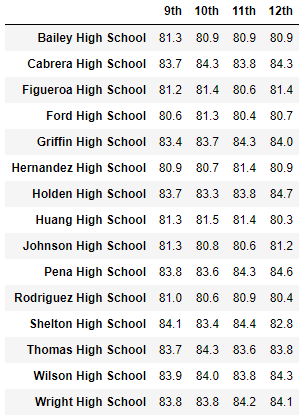 9th 10th 11th 12th
Bailey High School 81.3 80.9 80.9 80.9
Cabrera High School 83.7 84.3 83.8 84.3
Figueroa High School 81.2 81.4 80.6 81.4
Ford High School 80.6 81.3 80.4 80.7
Griffin High School 83.4 83.7 84.3 84.0
Hernandez High School 80.9 80.7 81.4 80.9
Holden High School 83.7 83.3 83.8 84.7
Huang High School 81.3 81.5 81.4 80.3
Johnson High School 81.3 80.8 80.6 81.2
Pena High School 83.8 83.6 84.3 84.6
Rodriguez High School 81.0 80.6 80.9 80.4
Shelton High School 84.1 83.4 84.4 82.8
Thomas High School 83.7 84.3 83.6 83.8
Wilson High School 83.9 84.0 83.8 84.3
Wright High School 83.8 83.8 84.2 84.1